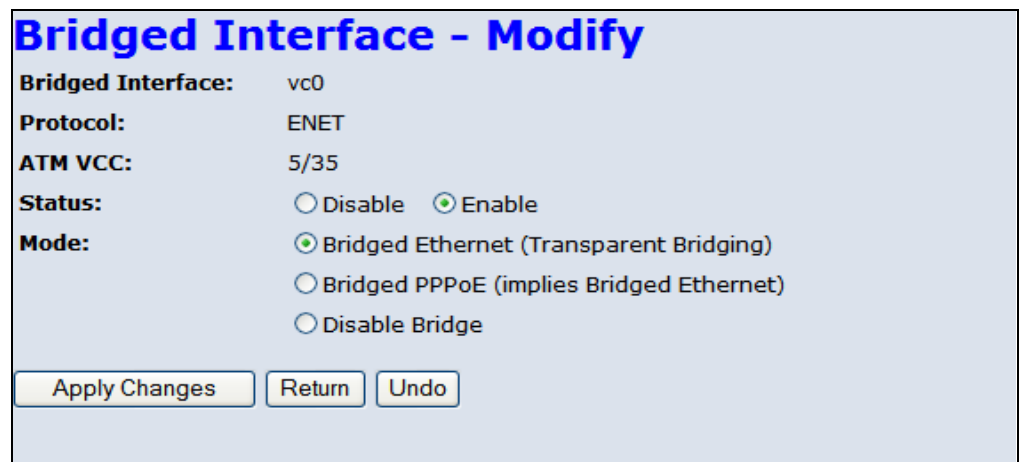 Bridged Interface - Modify
Bridged Interface: vc0
Protocol: ENET
ATM VCC: 5/35
Status: Disable Enable
Mode: Bridged Ethernet (Transparent Bridging)
Bridged PPPoE (implies Bridged Ethernet)
Disable Bridge
Apply Changes Return Undo